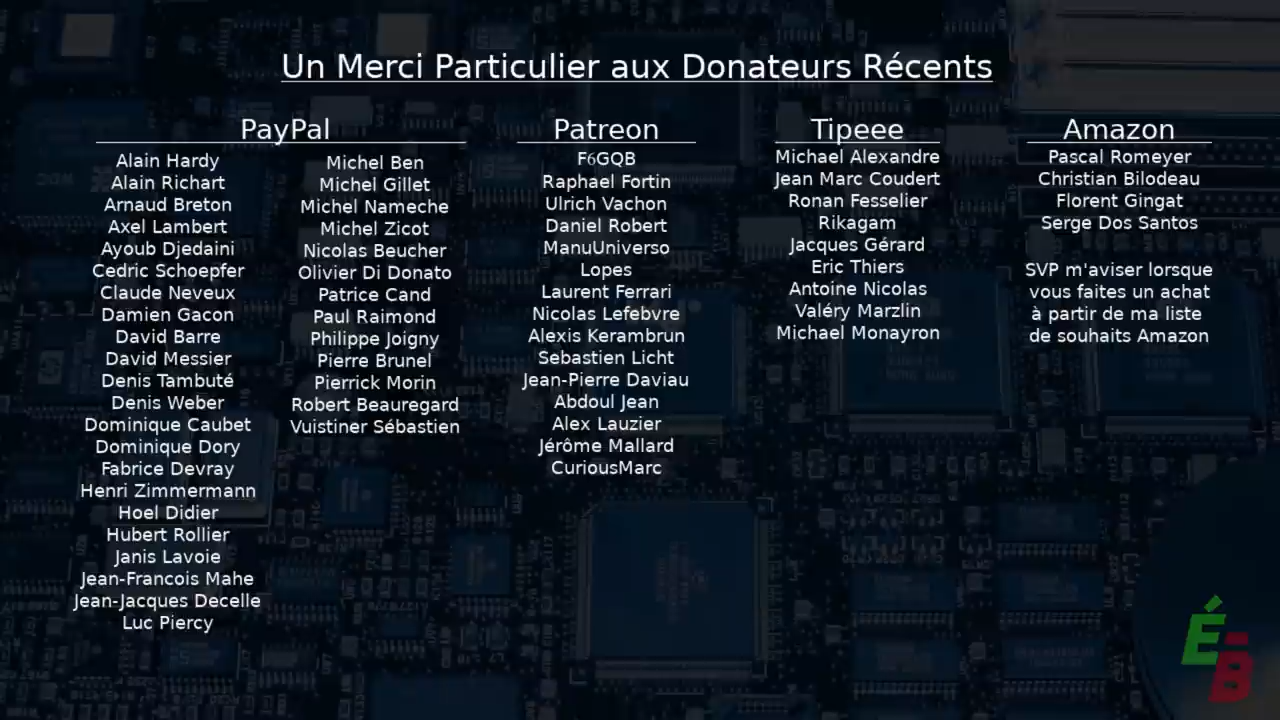 Un Merci Particulier aux Donateurs Récents
PayPal
Alain Hardy
Alain Richart
Arnaud Breton
Axel Lambert
Ayoub Djedaini
Cedric Schoepfer
Claude Neveux
Damien Gacon
David Barre
David Messier
Denis Tambuté
Denis Weber
Dominique Caubet
Dominique Dory
Fabrice Devray
Henri Zimmermann
Hoel Didier
Hubert Rollier
Janis Lavoie
Jean-Francois Mahe
Jean-Jacques Decelle
Luc Piercy
Michel Ben
Michel Gillet
Michel Nameche
Michel Zicot
Nicolas Beucher
Olivier Di Donato
Patrice Cand
Paul Raimond
Philippe Joigny
Pierre Brunel
Pierrick Morin
Robert Beauregard
Vuistiner Sébastien
Patreon
F6GQB
Raphael Fortin
Ulrich Vachon
Daniel Robert
ManuUniverso
Lopes
Laurent Ferrari
Nicolas Lefebvre
Alexis Kerambrun
Sebastien Licht
Jean-Pierre Daviau
Abdoul Jean
Alex Lauzier
Jérôme Mallard
CuriousMarc
Tipeee
Michael Alexandre
Jean Marc Coudert
Ronan Fesselier
Rikagam
Jacques Gérard
Eric Thiers
Antoine Nicolas
Valéry Marzlin
Michael Monayron
Amazon
Pascal Romeyer
Christian Bilodeau
Florent Gingat
Serge Dos Santos
SVP m'aviser lorsque
vous faites un achat
à partir de ma liste
de souhaits Amazon
É
B